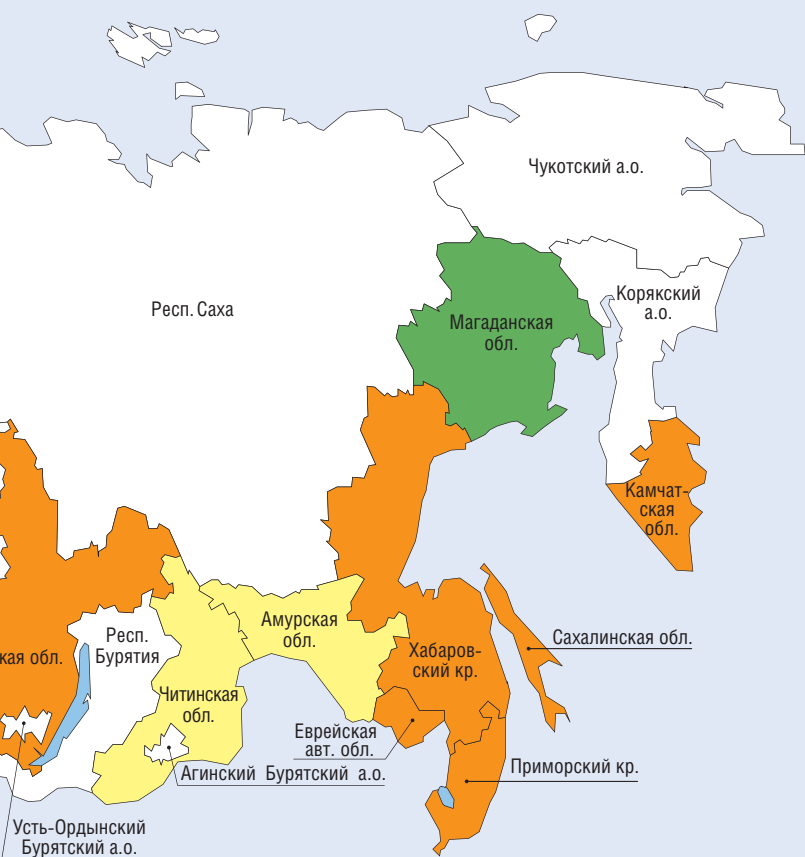 Чукотский а.о.
Корякский
а.о.
Респ. Саха
Магаданская
обл.
Камчат-
ская
обл.
Амурская
обл.
Респ.
Бурятия
кая обл.
Хабаров-
ский кр.
Сахалинская обл.
Читинская
обл.
Еврейская
авт. обл.
Агинский Бурятский а.о.
Приморский кр.
Усть-Ордынский
Бурятский а.о.